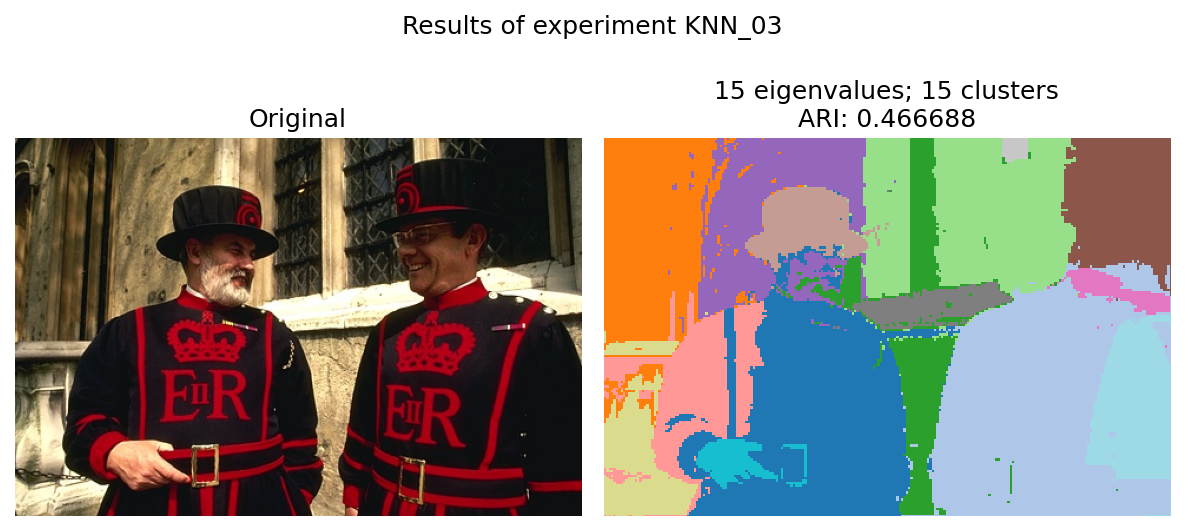 Results of experiment KNN_03
Original
15 eigenvalues; 15 clusters
ARI: 0.466688
EIIR
EIIR